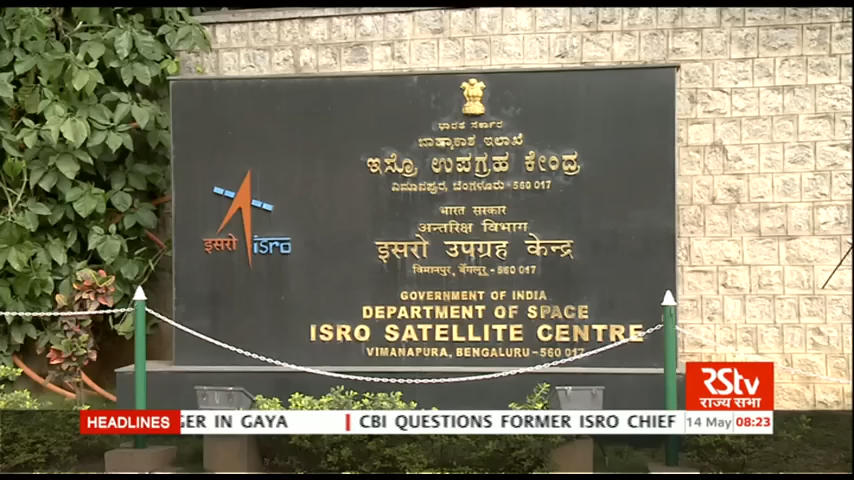 ಭಾರತ ಸರ್ಕಾರ
ಬಾಹ್ಯಾಕಾಶ ಇಲಾಖೆ
ಇಸ್ರೊ ಉಪಗ್ರಹ ಕೇಂದ್ರ
ವಿಮಾನಪುರ, ಬೆಂಗಳೂರು - 560 017
भारत सरकार
अन्तरिक्ष विभाग
इसरो उपग्रह केन्द्र
विमानपुर, बेंगलूर - 560 017
GOVERNMENT OF INDIA
DEPARTMENT OF SPACE
ISRO SATELLITE CENTRE
VIMANAPURA, BENGALURU - 560 017
इसरो isro
RSTV
राज्य सभा
HEADLINES GER IN GAYA | CBI QUESTIONS FORMER ISRO CHIEF 14 May 08:23